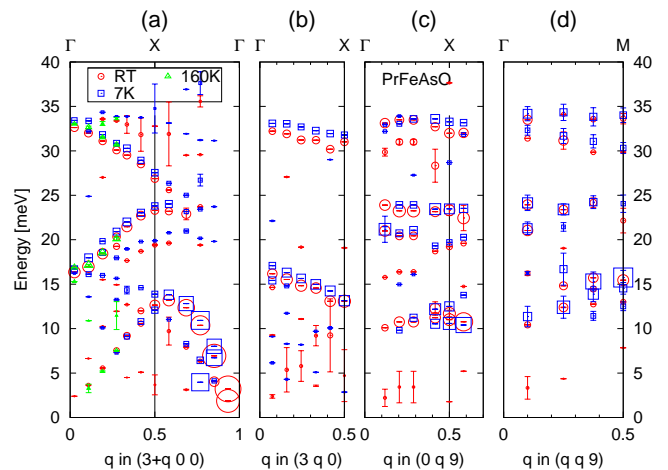 (a) (b) (c) (d)
Γ X Γ Γ X Γ X Γ M
RT 160K PrFeAsO
7K
Energy [meV]
40
35
30
25
20
15
10
5
0
0 0.5 1 0 0.5 0 0.5 0 0.5
q in (3+q 0 0) q in (3 q 0) q in (0 q 9) q in (q q 9)